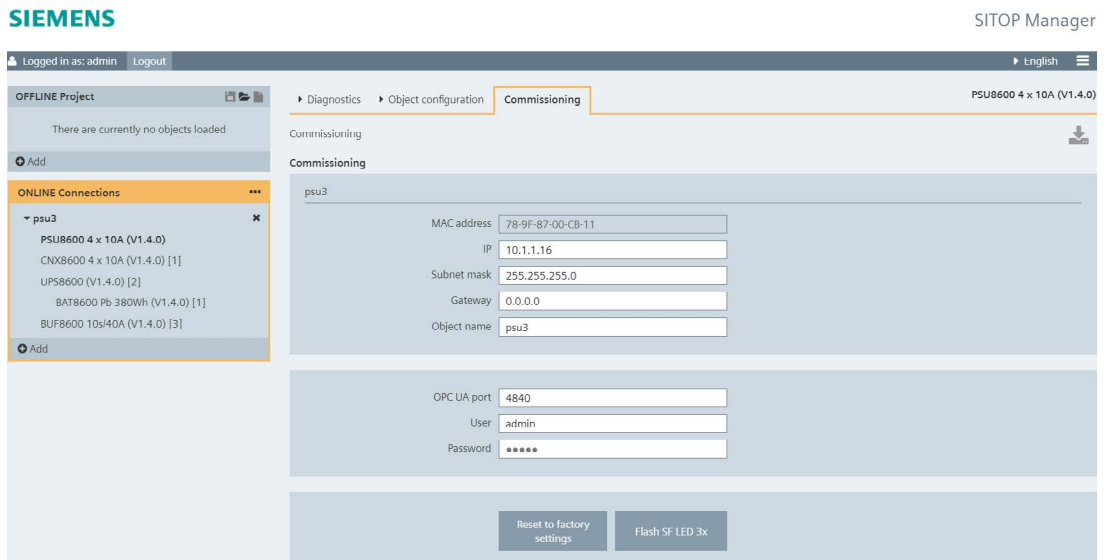 SIEMENS
SITOP Manager
Logged in as: admin Logout
English
OFFLINE Project
There are currently no objects loaded
Add
ONLINE Connections
psu3
PSU8600 4 x 10A (V1.4.0)
CNX8600 4 x 10A (V1.4.0) [1]
UPS8600 (V1.4.0) [2]
BAT8600 Pb 380Wh (V1.4.0) [1]
BUF8600 10s/40A (V1.4.0) [3]
Add
Diagnostics Object configuration Commissioning
PSU8600 4 x 10A (V1.4.0)
Commissioning
Commissioning
psu3
MAC address 78-9F-87-00-CB-11
IP 10.1.1.16
Subnet mask 255.255.255.0
Gateway 0.0.0.0
Object name psu3
OPC UA port 4840
User admin
Password •••••
Reset to factory
settings
Flash SF LED 3x